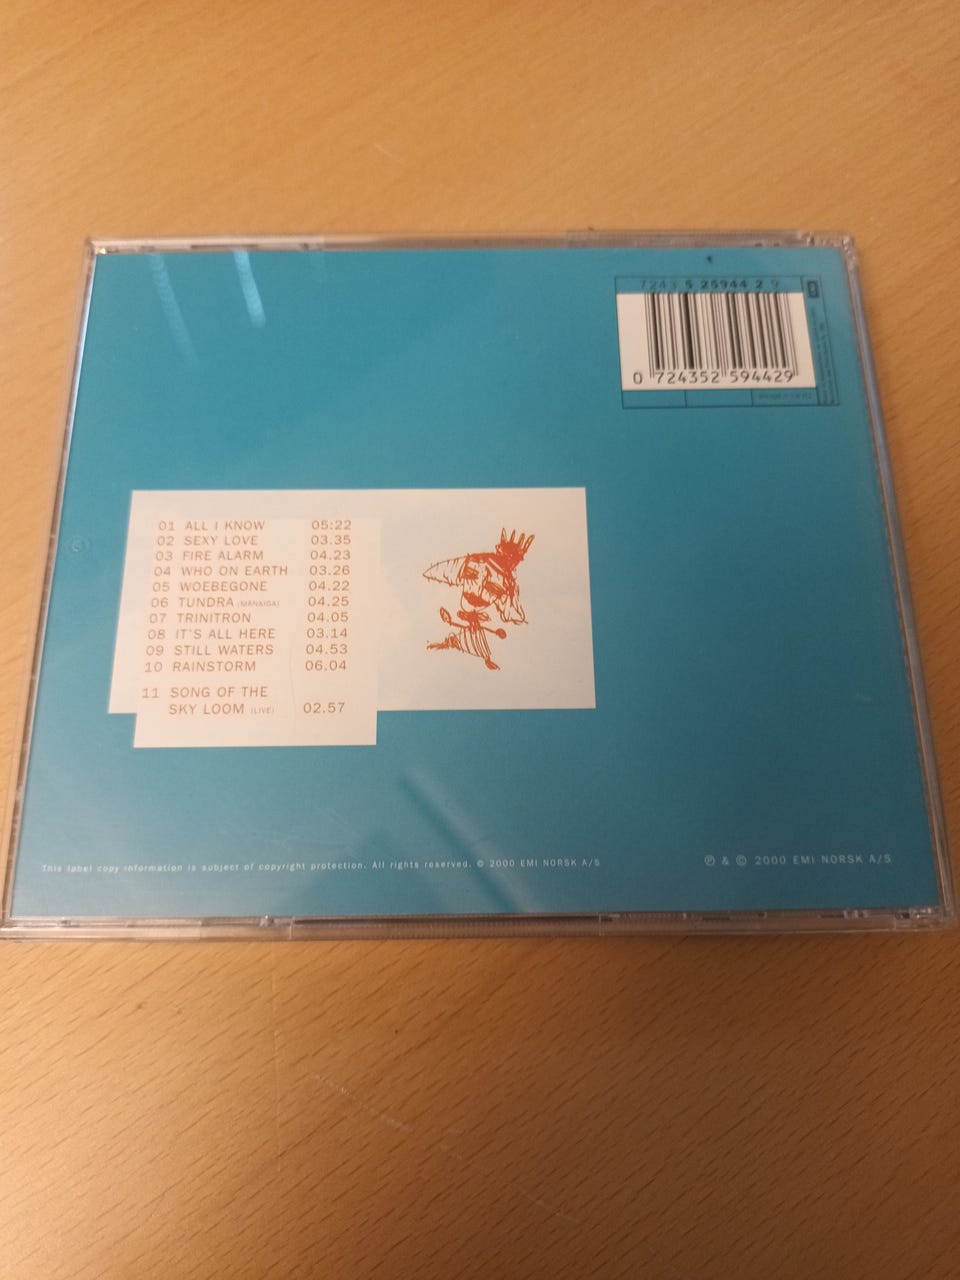 7243 5 25944 2 9
0 724352 594429
01 ALL I KNOW 05:22
02 SEXY LOVE 03.35
03 FIRE ALARM 04.23
04 WHO ON EARTH 03.26
05 WOEBEGONE 04.22
06 TUNDRA (MANAIGA) 04.25
07 TRINITRON 04.05
08 IT'S ALL HERE 03.14
09 STILL WATERS 04.53
10 RAINSTORM 06.04
11 SONG OF THE
SKY LOOM (LIVE) 02.57
This label copy information is subject of copyright protection. All rights reserved. © 2000 EMI NORSK A/S
℗ & © 2000 EMI NORSK A/S